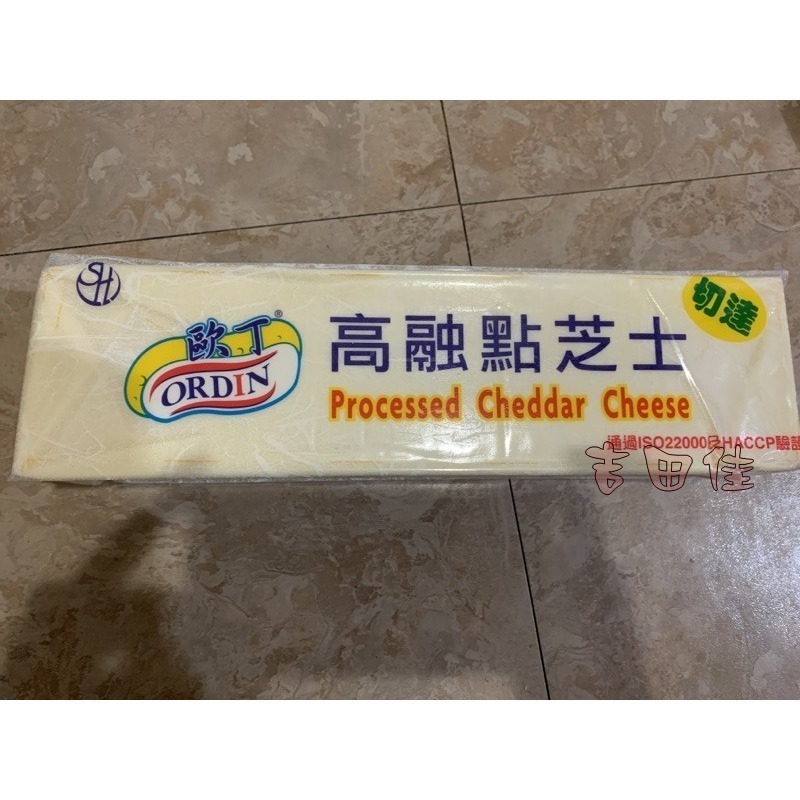 SH
歐丁®
ORDIN
高融點芝士
Processed Cheddar Cheese
切達
通過ISO22000及HACCP驗證
吉田佳